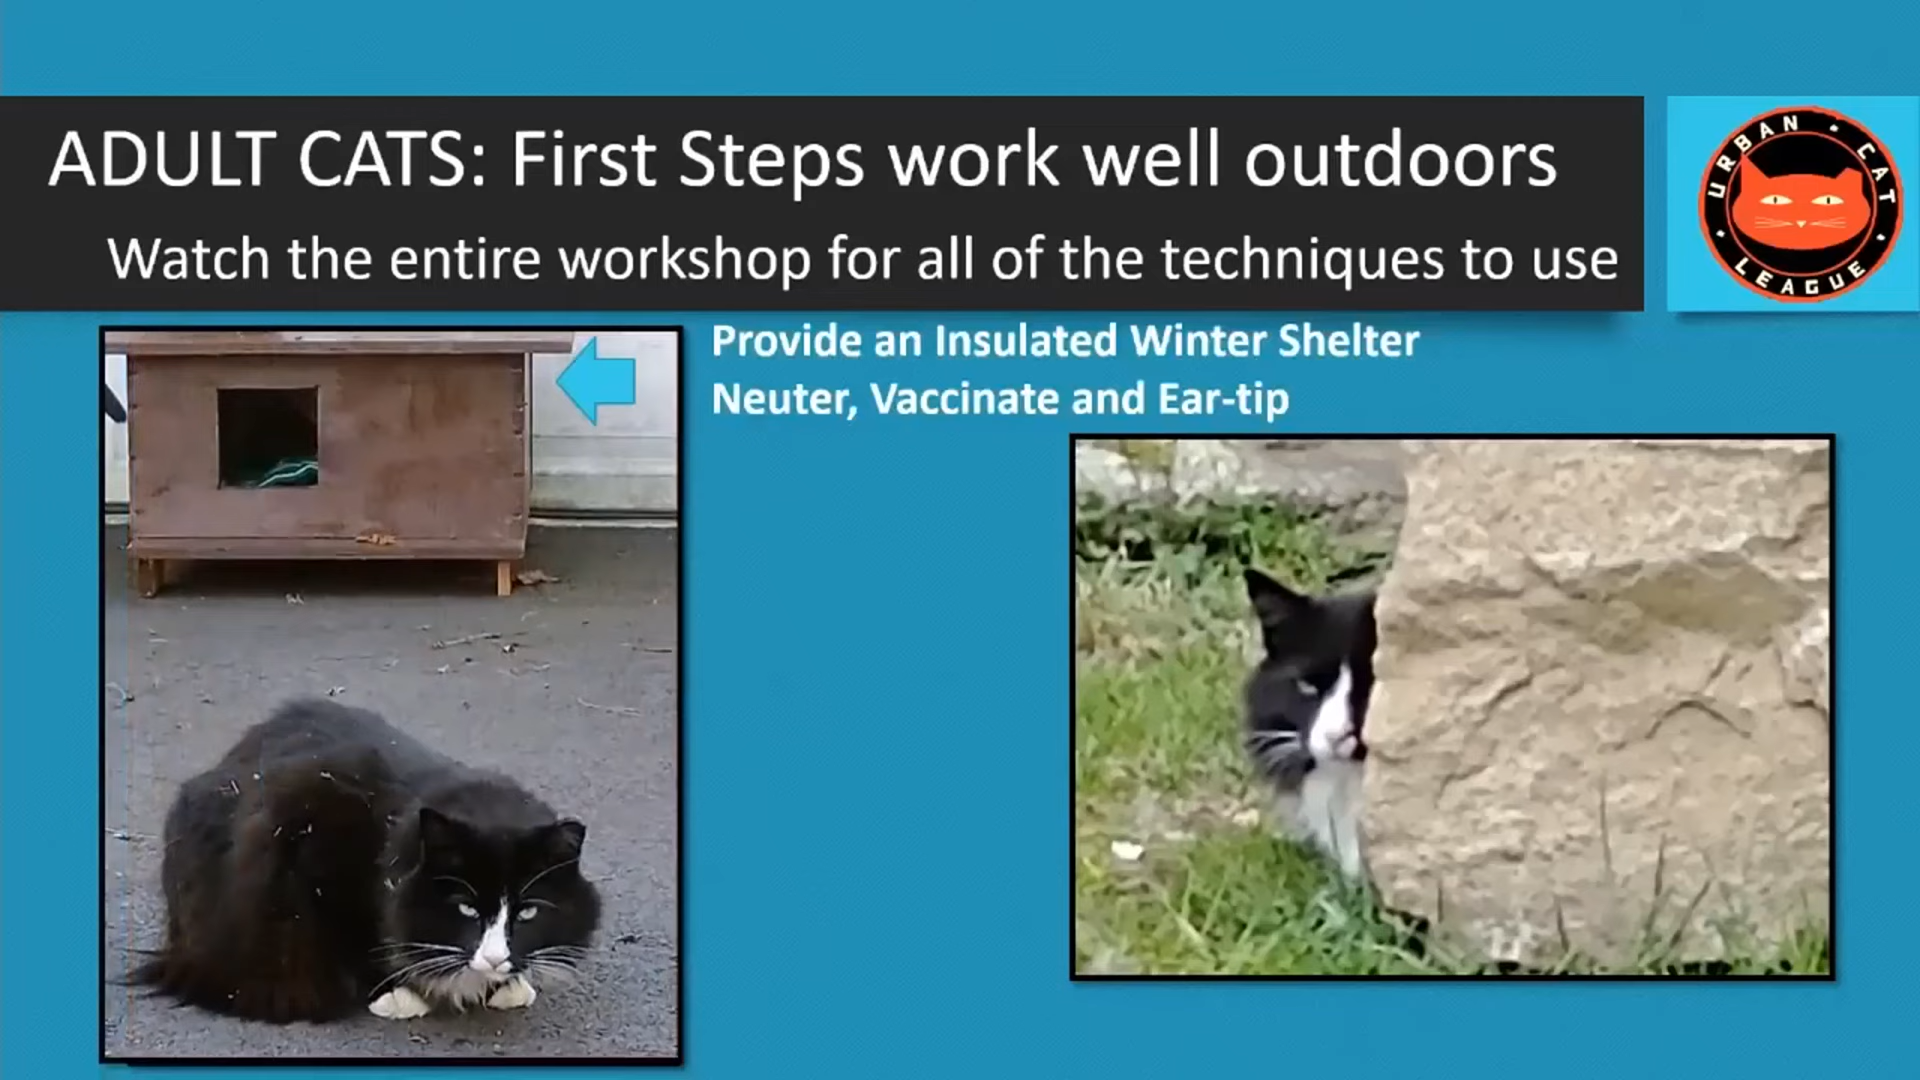 ADULT CATS: First Steps work well outdoors
Watch the entire workshop for all of the techniques to use
URBAN • CAT • LEAGUE •
Provide an Insulated Winter Shelter
Neuter, Vaccinate and Ear-tip